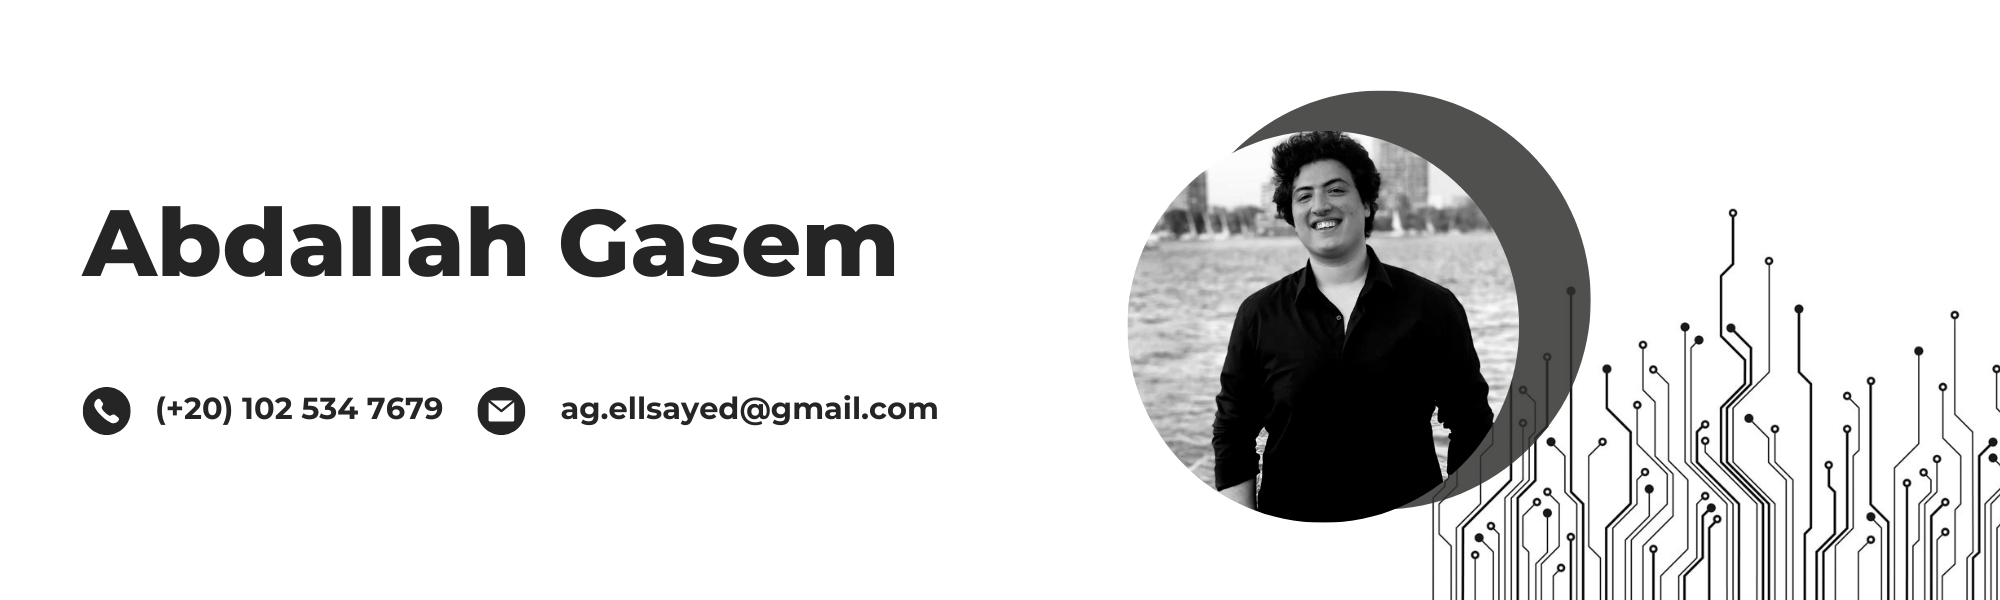 Abdallah Gasem
(+20) 102 534 7679 ag.ellsayed@gmail.com